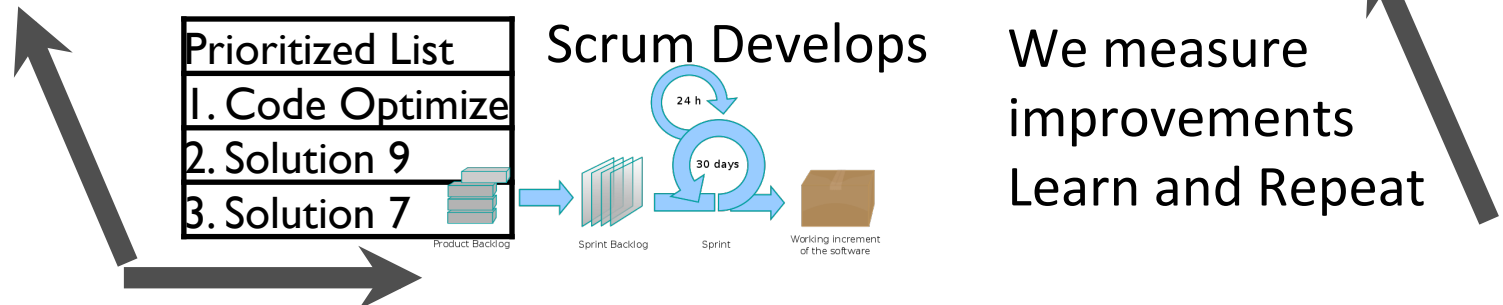 Prioritized List
1. Code Optimize
2. Solution 9
3. Solution 7
Product Backlog
Scrum Develops
24 h
30 days
Sprint Backlog
Sprint
Working increment
of the software
We measure
improvements
Learn and Repeat